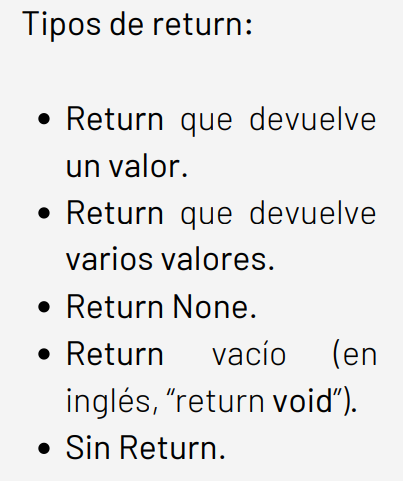 Tipos de return:
• Return que devuelve
un valor.
• Return que devuelve
varios valores.
• Return None.
• Return vacío (en
inglés, “return void”).
• Sin Return.